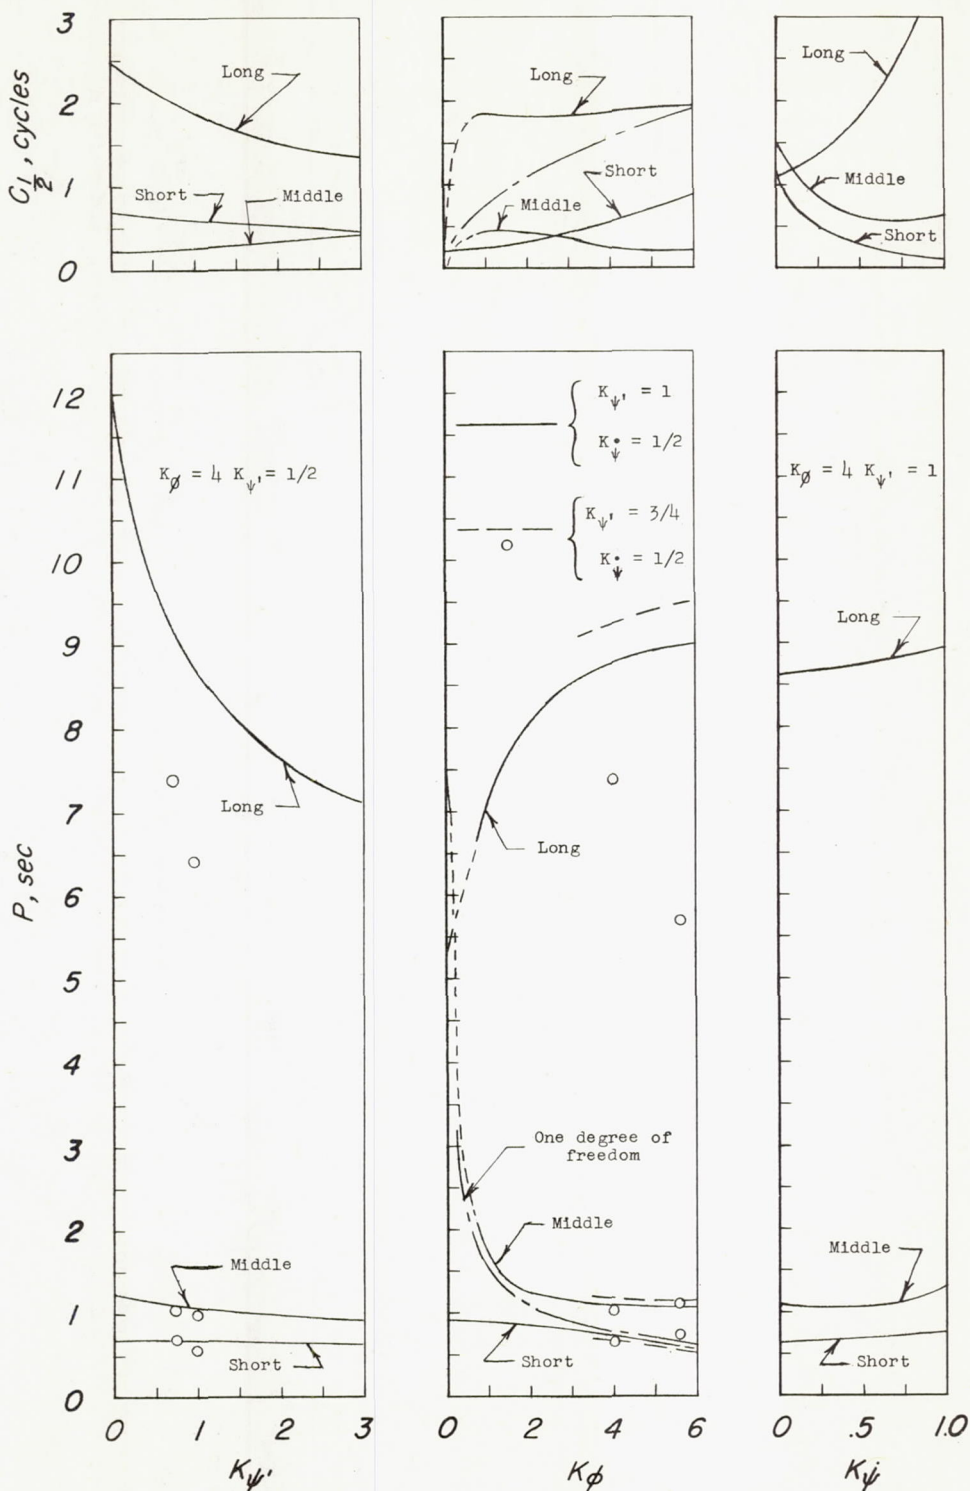 3
2
1
0
C 1/2, cycles
Long
Short
Middle
Long
Short
Middle
Long
Middle
Short
12
11
10
9
8
7
6
5
4
3
2
1
0
P, sec
Kø = 4 Kψ' = 1/2
Long
Middle
Short
Kψ' = 1
Kψ̇ = 1/2
Kψ' = 3/4
Kψ̇ = 1/2
Long
One degree of
freedom
Middle
Short
Kø = 4 Kψ' = 1
Long
Middle
Short
0 1 2 3
0 2 4 6
0 .5 1.0
Kψ'
Kϕ
Kψ̇